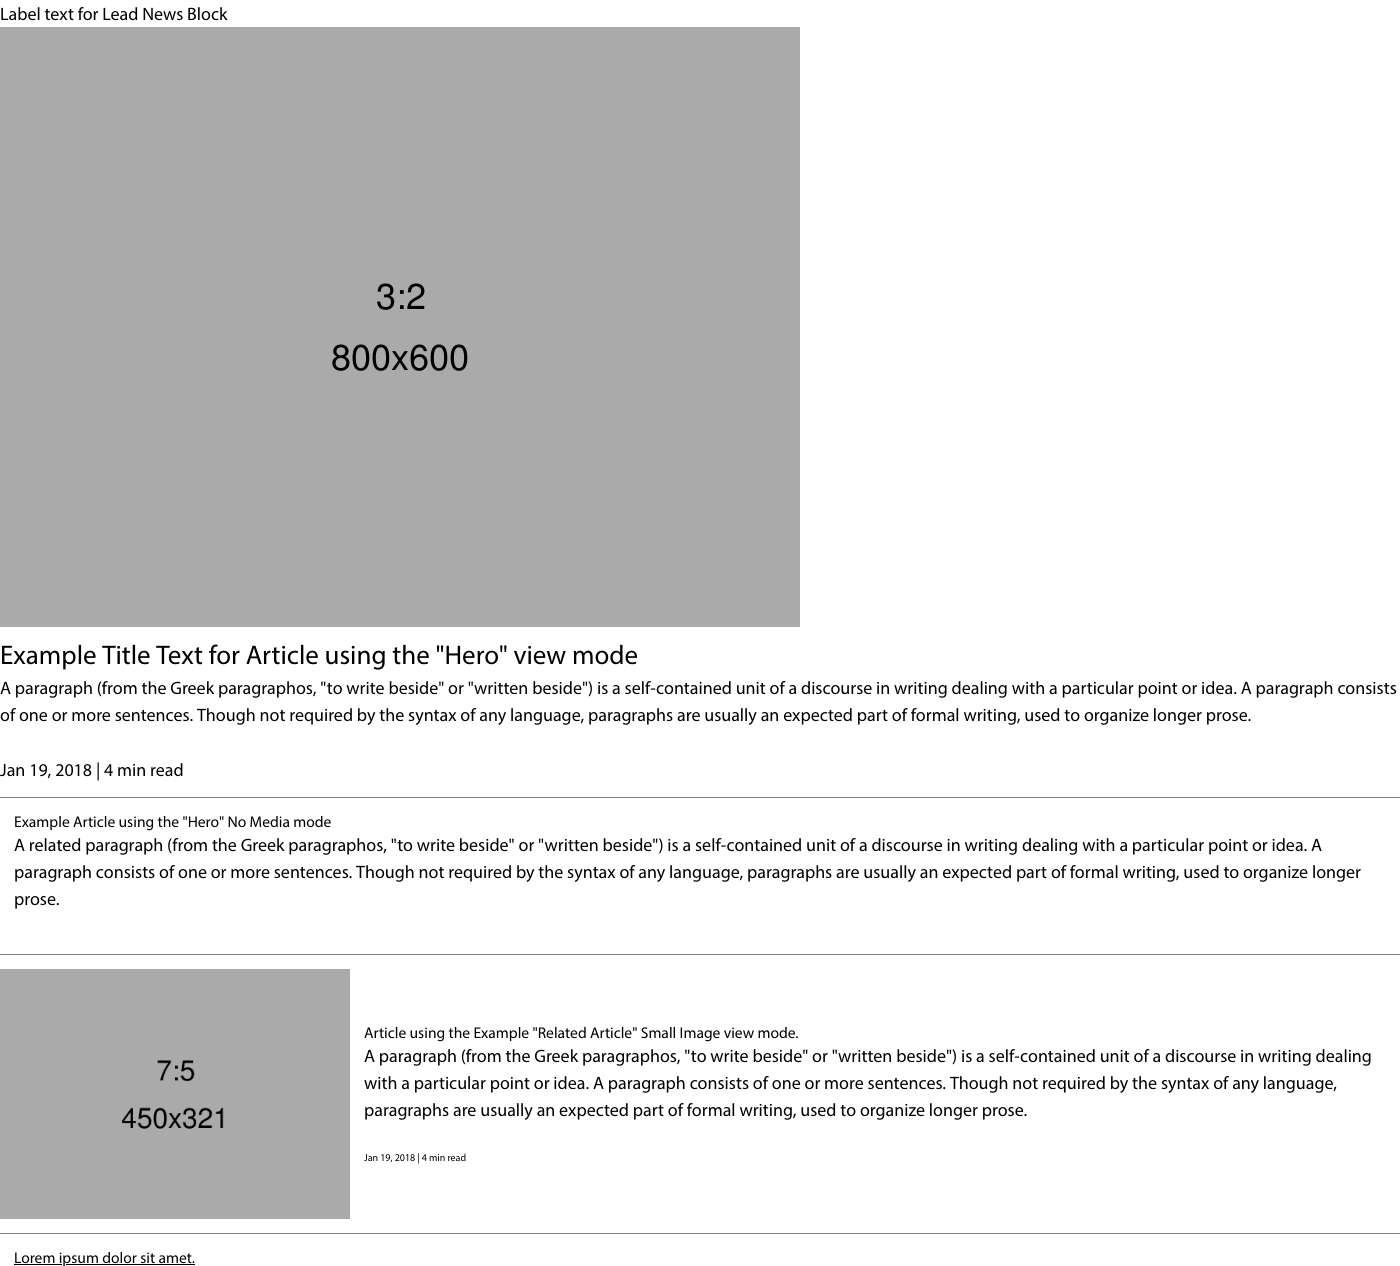 Label text for Lead News Block
3:2
800x600
Example Title Text for Article using the "Hero" view mode
A paragraph (from the Greek paragraphos, "to write beside" or "written beside") is a self-contained unit of a discourse in writing dealing with a particular point or idea. A paragraph consists
of one or more sentences. Though not required by the syntax of any language, paragraphs are usually an expected part of formal writing, used to organize longer prose.
Jan 19, 2018 | 4 min read
Example Article using the "Hero" No Media mode
A related paragraph (from the Greek paragraphos, "to write beside" or "written beside") is a self-contained unit of a discourse in writing dealing with a particular point or idea. A
paragraph consists of one or more sentences. Though not required by the syntax of any language, paragraphs are usually an expected part of formal writing, used to organize longer
prose.
7:5
450x321
Article using the Example "Related Article" Small Image view mode.
A paragraph (from the Greek paragraphos, "to write beside" or "written beside") is a self-contained unit of a discourse in writing dealing
with a particular point or idea. A paragraph consists of one or more sentences. Though not required by the syntax of any language,
paragraphs are usually an expected part of formal writing, used to organize longer prose.
Jan 19, 2018 | 4 min read
Lorem ipsum dolor sit amet.